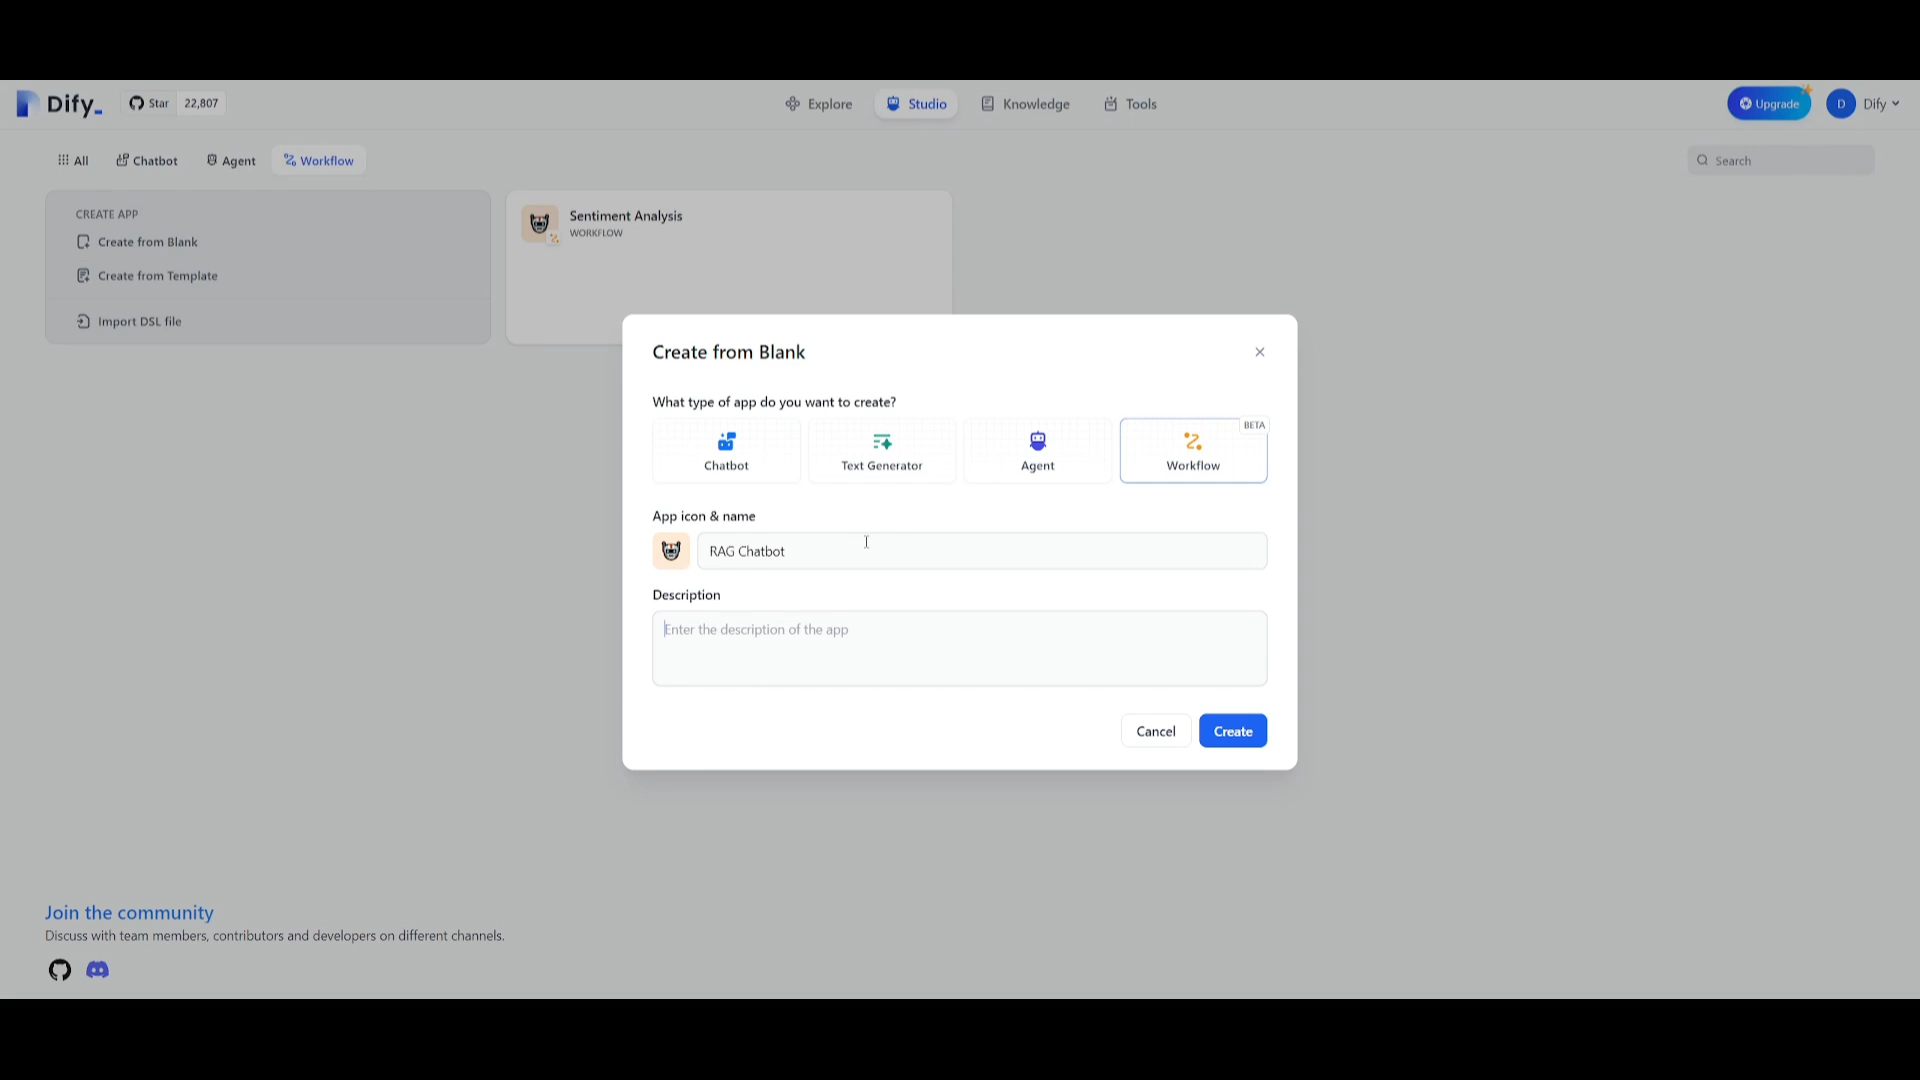 Dify_ Star 22,807 Explore Studio Knowledge Tools Upgrade D Dify
All Chatbot Agent Workflow Search
CREATE APP
Create from Blank
Create from Template
Import DSL file
Sentiment Analysis
WORKFLOW
Create from Blank
What type of app do you want to create?
BETA
Chatbot Text Generator Agent Workflow
App icon & name
RAG Chatbot
Description
Enter the description of the app
Cancel Create
Join the community
Discuss with team members, contributors and developers on different channels.